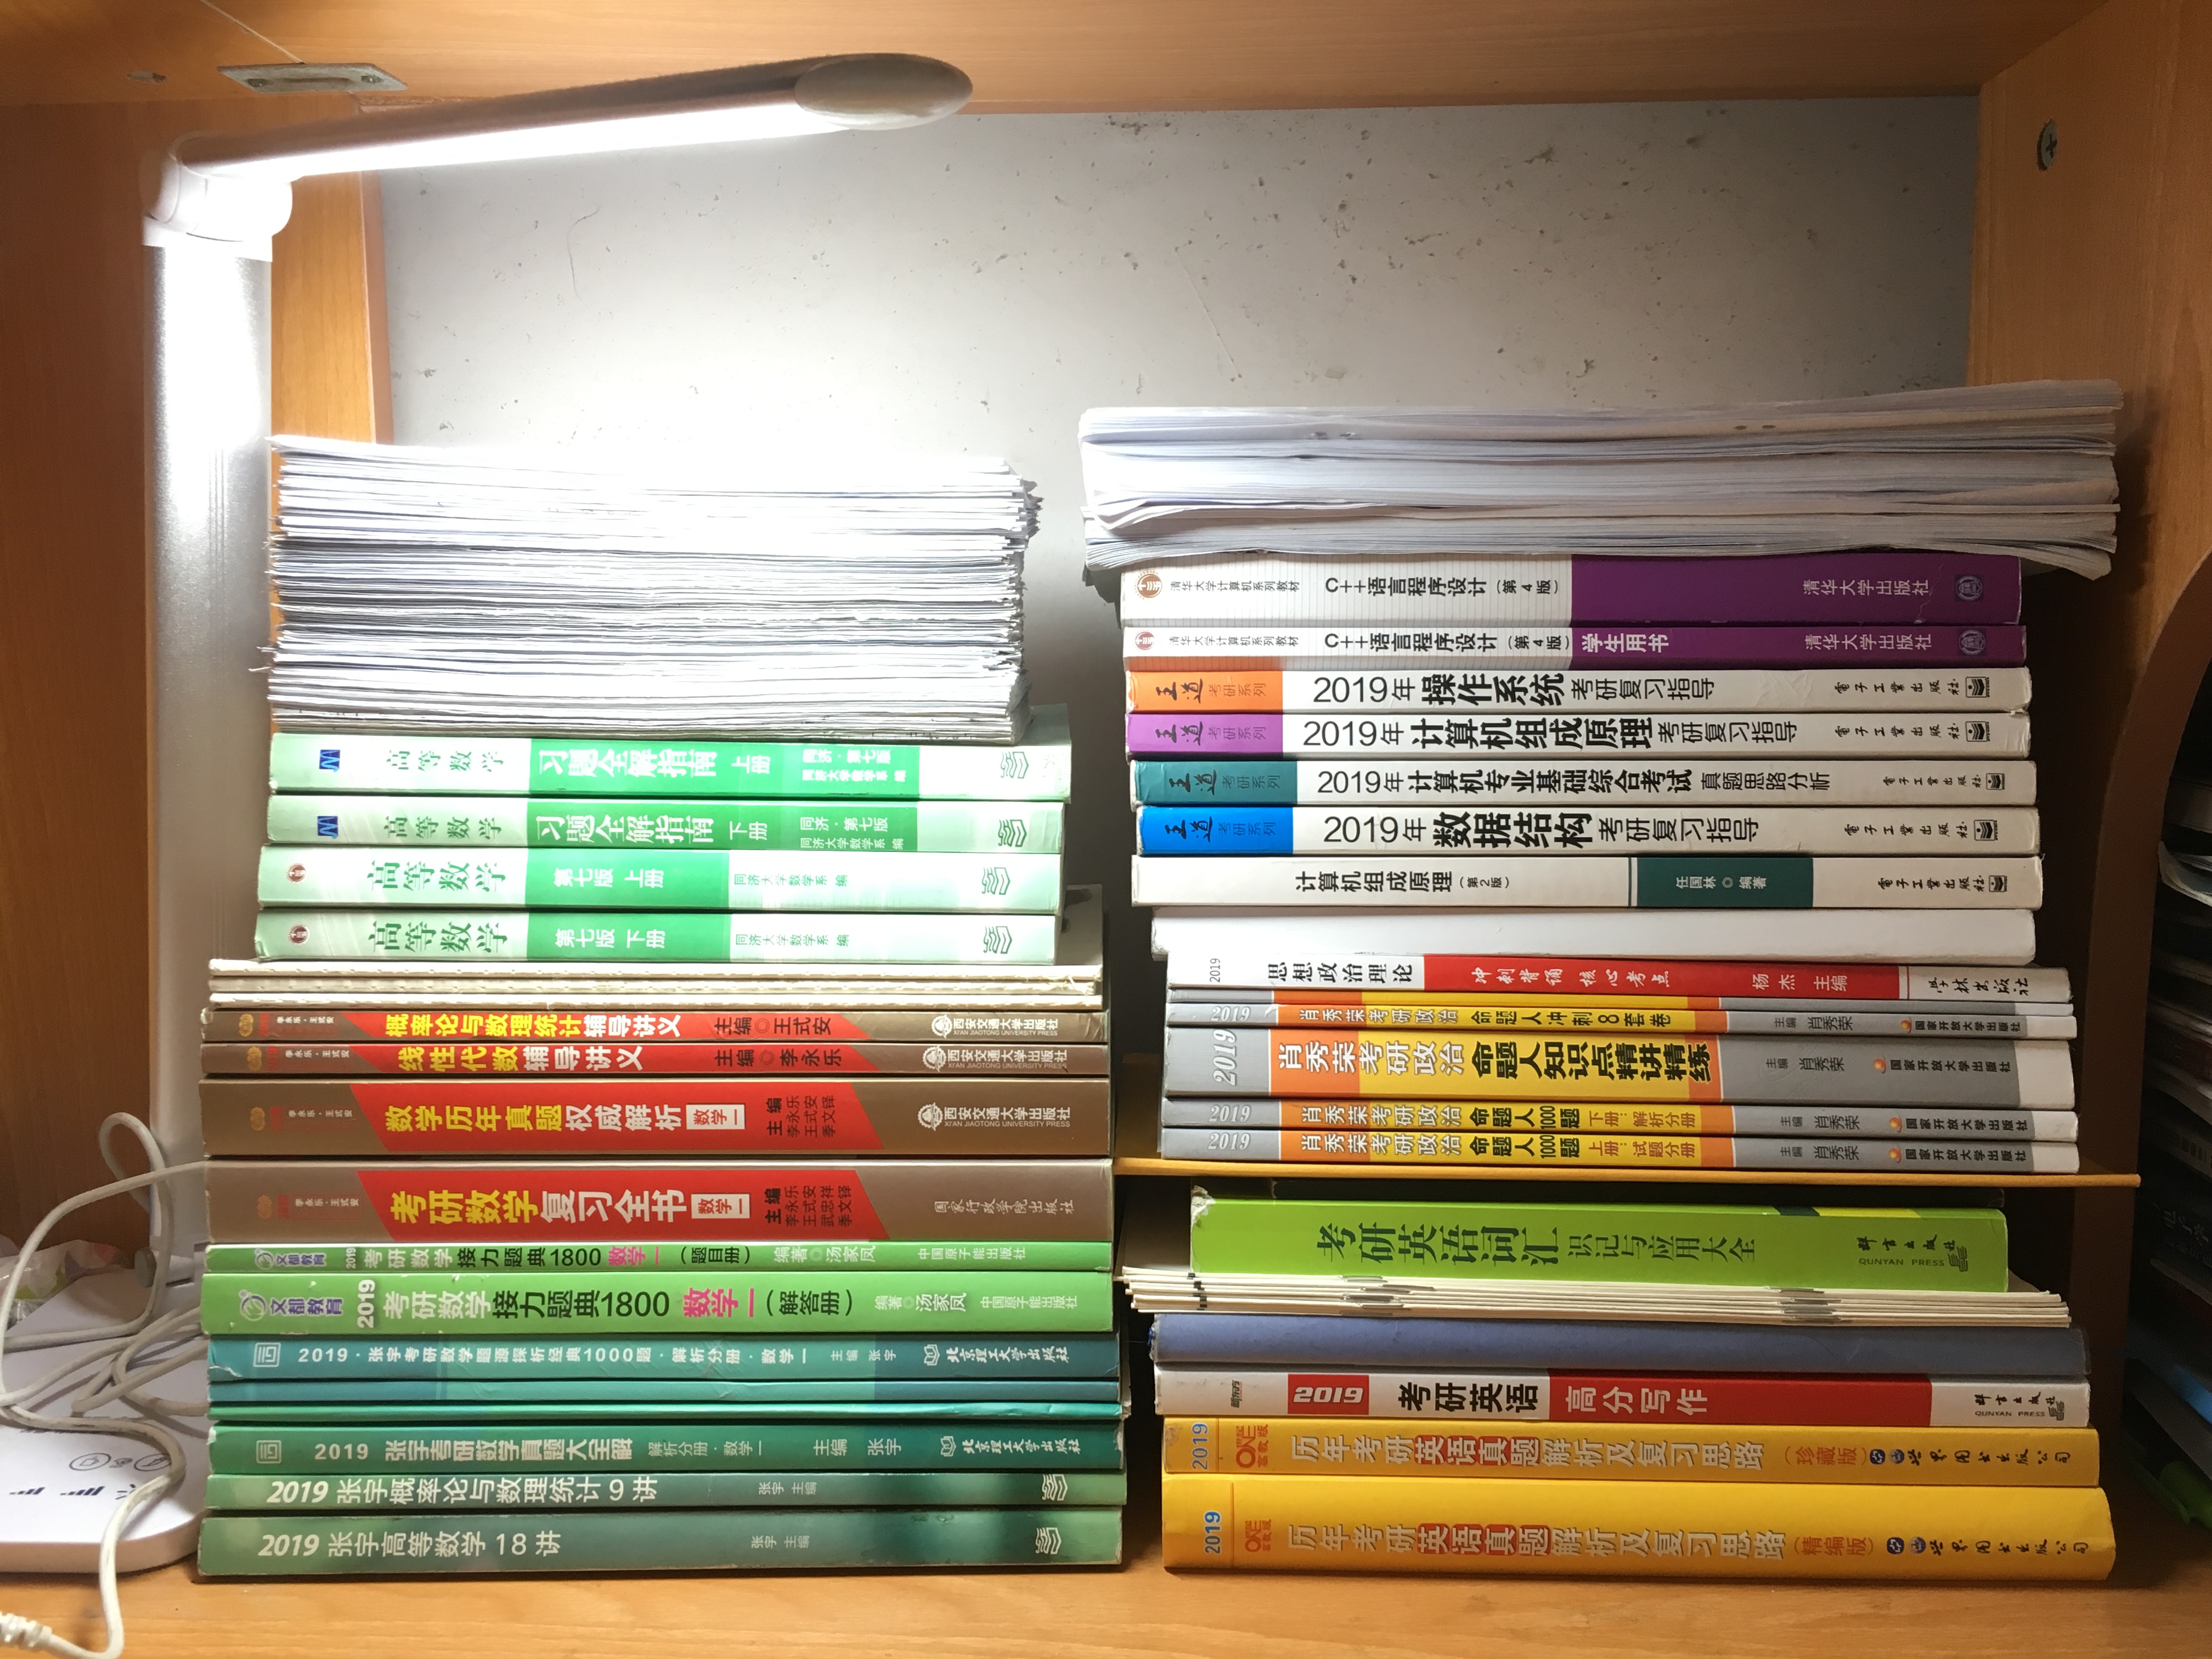 高等数学 习题全解指南 上册 同济·第七版 同济大学数学系 编
高等数学 习题全解指南 下册 同济·第七版 同济大学数学系 编
高等数学 第七版 上册 同济大学数学系 编
高等数学 第七版 下册 同济大学数学系 编
李永乐·王式安 概率论与数理统计辅导讲义 主编 王式安 西安交通大学出版社 XI'AN JIAOTONG UNIVERSITY PRESS
李永乐·王式安 线性代数辅导讲义 主编 李永乐 西安交通大学出版社 XI'AN JIAOTONG UNIVERSITY PRESS
李永乐·王式安 数学历年真题权威解析 数学一 主编 李永乐 王式安 季文铎 西安交通大学出版社 XI'AN JIAOTONG UNIVERSITY PRESS
李永乐·王式安 考研数学复习全书 数学一 主编 李永乐 王式安 武忠祥 季文铎 国家行政学院出版社
文都教育 2019 考研数学接力题典1800 数学一 (题目册) 编著 汤家凤 中国原子能出版社
文都教育 2019 考研数学接力题典1800 数学一 (解答册) 编著 汤家凤 中国原子能出版社
2019·张宇考研数学题源探析经典1000题·解析分册·数学一 主编 张宇 北京理工大学出版社
2019 张宇考研数学真题大全解 解析分册·数学一 主编 张宇 北京理工大学出版社
2019 张宇概率论与数理统计9讲 张宇 主编
2019 张宇高等数学18讲 张宇 主编
清华大学计算机系列教材 C++语言程序设计(第4版) 清华大学出版社
清华大学计算机系列教材 C++语言程序设计(第4版) 学生用书 清华大学出版社
王道考研系列 2019年操作系统考研复习指导 电子工业出版社
王道考研系列 2019年计算机组成原理考研复习指导 电子工业出版社
王道考研系列 2019年计算机专业基础综合考试真题思路分析 电子工业出版社
王道考研系列 2019年数据结构考研复习指导 电子工业出版社
计算机组成原理(第2版) 任国林 编著 电子工业出版社
2019 思想政治理论 冲刺背诵核心考点 杨杰 主编 学林出版社
2019 肖秀荣考研政治 命题人冲刺8套卷 主编 肖秀荣 国家开放大学出版社
2019 肖秀荣考研政治 命题人知识点精讲精练 主编 肖秀荣 国家开放大学出版社
2019 肖秀荣考研政治 命题人1000题 下册:解析分册 主编 肖秀荣 国家开放大学出版社
2019 肖秀荣考研政治 命题人1000题 上册:试题分册 主编 肖秀荣 国家开放大学出版社
考研英语词汇 识记与应用大全 群言出版社 QUNYAN PRESS
2019 考研英语 高分写作 群言出版社 QUNYAN PRESS
2019 历年考研英语真题解析及复习思路(珍藏版) 世界图书出版公司
2019 历年考研英语真题解析及复习思路(精编版) 世界图书出版公司